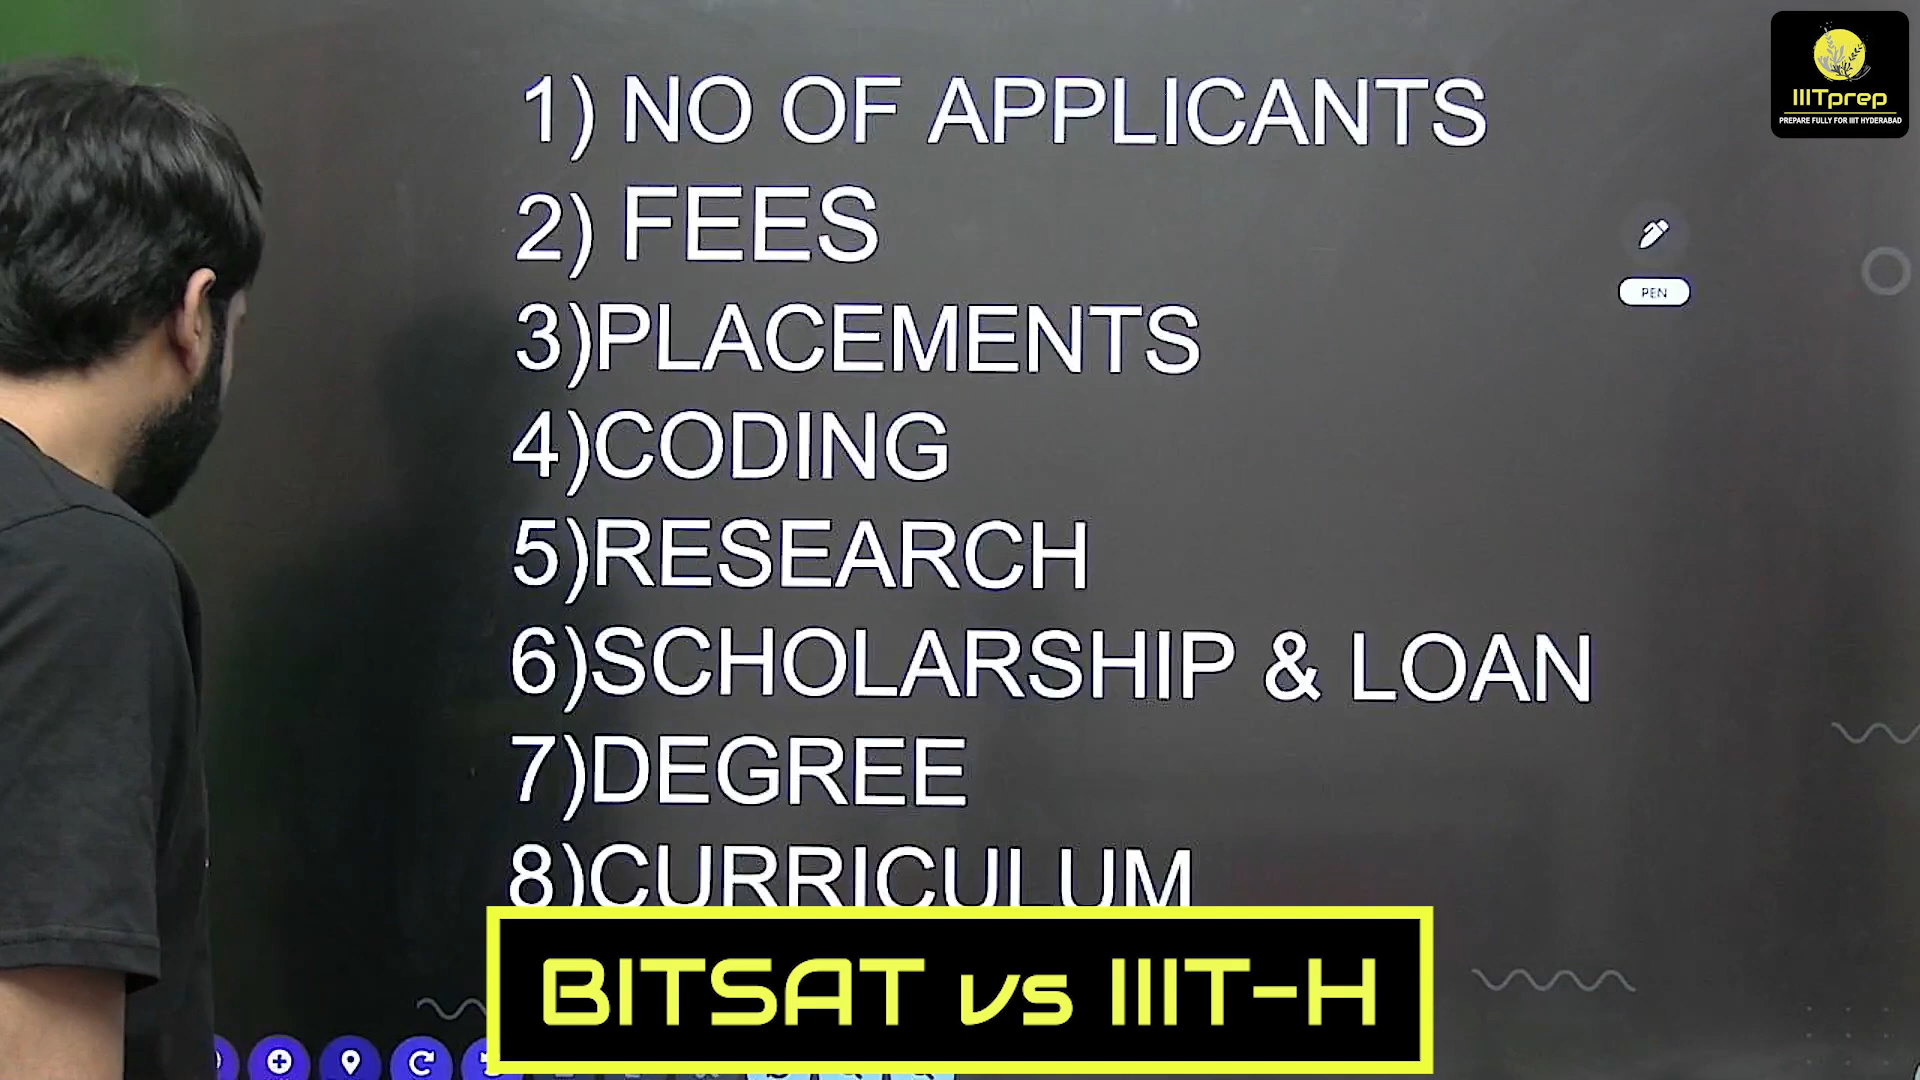 1) NO OF APPLICANTS
2) FEES
3)PLACEMENTS
4)CODING
5)RESEARCH
6)SCHOLARSHIP & LOAN
7)DEGREE
8)CURRICULUM
BITSAT vs IIIT-H
IIITprep
PREPARE FULLY FOR IIIT HYDERABAD
PEN